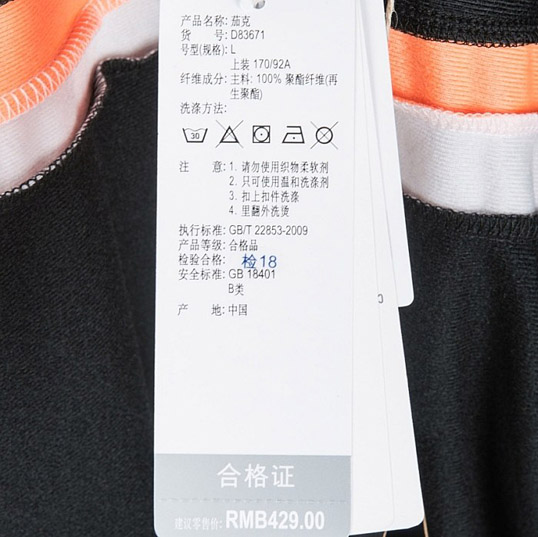 产品名称: 茄克
货 号: D83671
号型(规格): L
上装 170/92A
纤维成分: 主料: 100% 聚酯纤维(再
生聚酯)
洗涤方法:
30
注 意: 1. 请勿使用织物柔软剂
2. 只可使用温和洗涤剂
3. 扣上扣件洗涤
4. 里翻外洗烫
执行标准: GB/T 22853-2009
产品等级: 合格品
检验合格: 检18
安全标准: GB 18401
B类
产 地: 中国
合格证
建议零售价: RMB429.00